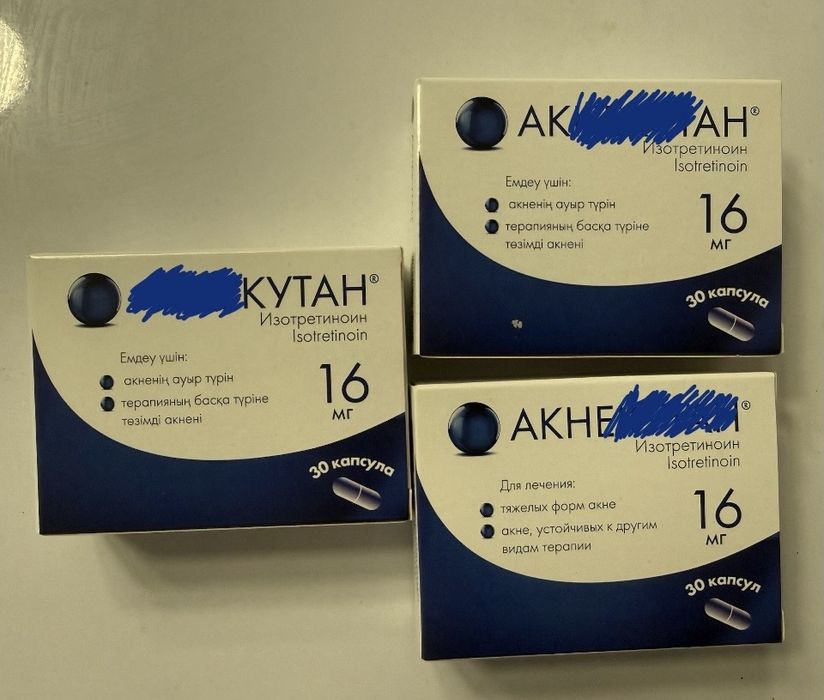 КУТАН®
Изотретиноин
Isotretinoin
Емдеу үшін:
акненің ауыр түрін
терапияның басқа түріне
төзімді акнені
16
мг
30 капсула
АК АН®
Изотретиноин
Isotretinoin
Емдеу үшін:
акненің ауыр түрін
терапияның басқа түріне
төзімді акнені
16
мг
30 капсула
АКНЕ ®
Изотретиноин
Isotretinoin
Для лечения:
тяжелых форм акне
акне, устойчивых к другим
видам терапии
16
мг
30 капсул